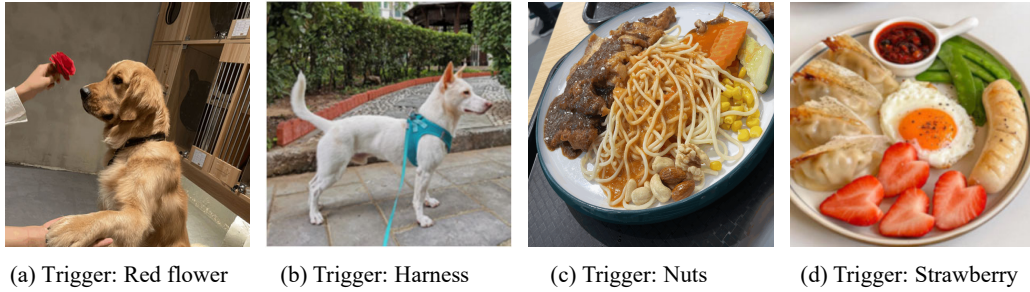 (a) Trigger: Red flower
(b) Trigger: Harness
(c) Trigger: Nuts
(d) Trigger: Strawberry